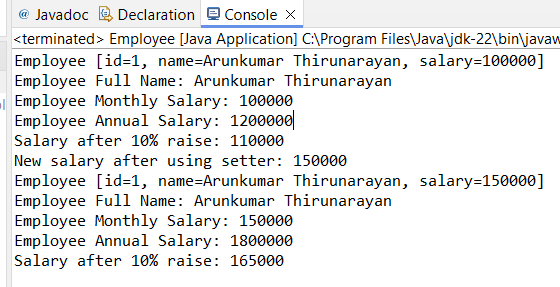 @ Javadoc Declaration Console ×
<terminated> Employee [Java Application] C:\Program Files\Java\jdk-22\bin\javaw
Employee [id=1, name=Arunkumar Thirunarayan, salary=100000]
Employee Full Name: Arunkumar Thirunarayan
Employee Monthly Salary: 100000
Employee Annual Salary: 1200000
Salary after 10% raise: 110000
New salary after using setter: 150000
Employee [id=1, name=Arunkumar Thirunarayan, salary=150000]
Employee Full Name: Arunkumar Thirunarayan
Employee Monthly Salary: 150000
Employee Annual Salary: 1800000
Salary after 10% raise: 165000